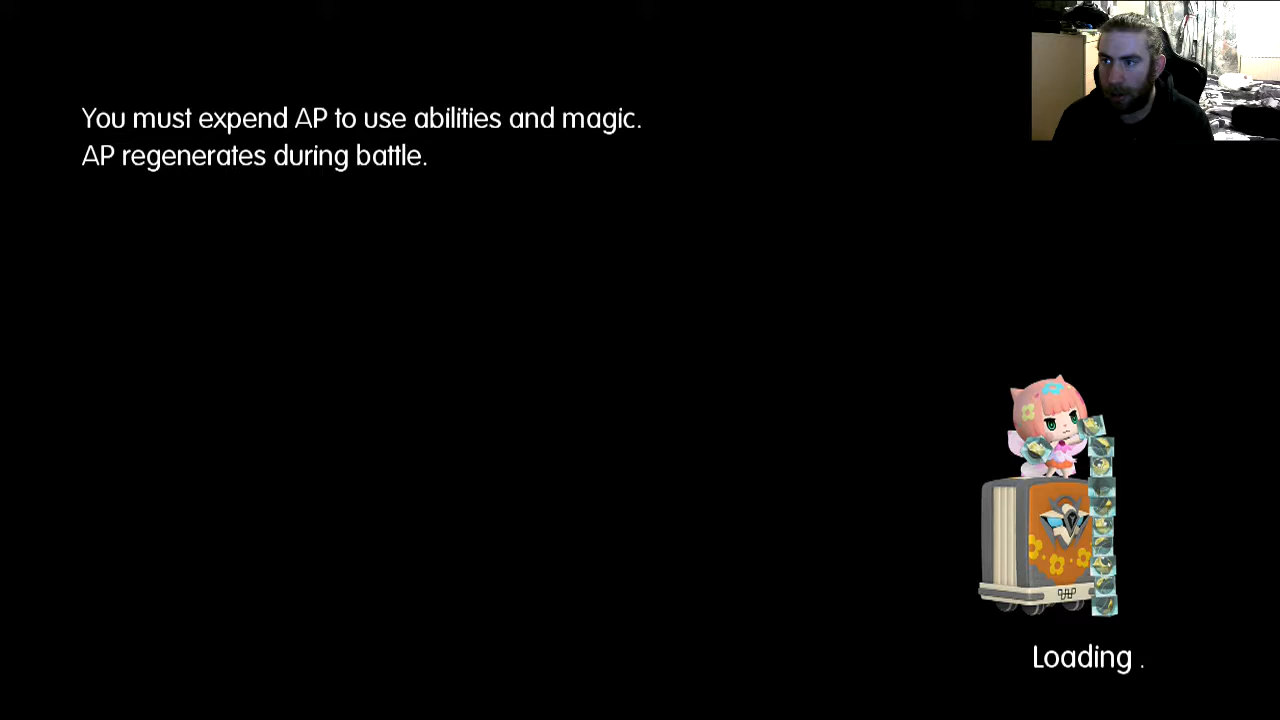 You must expend AP to use abilities and magic.
AP regenerates during battle.
Loading .